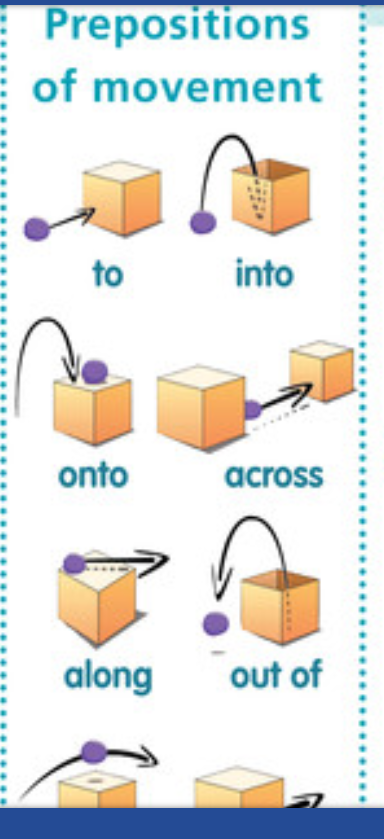 Prepositions
of movement
to into
onto across
along out of